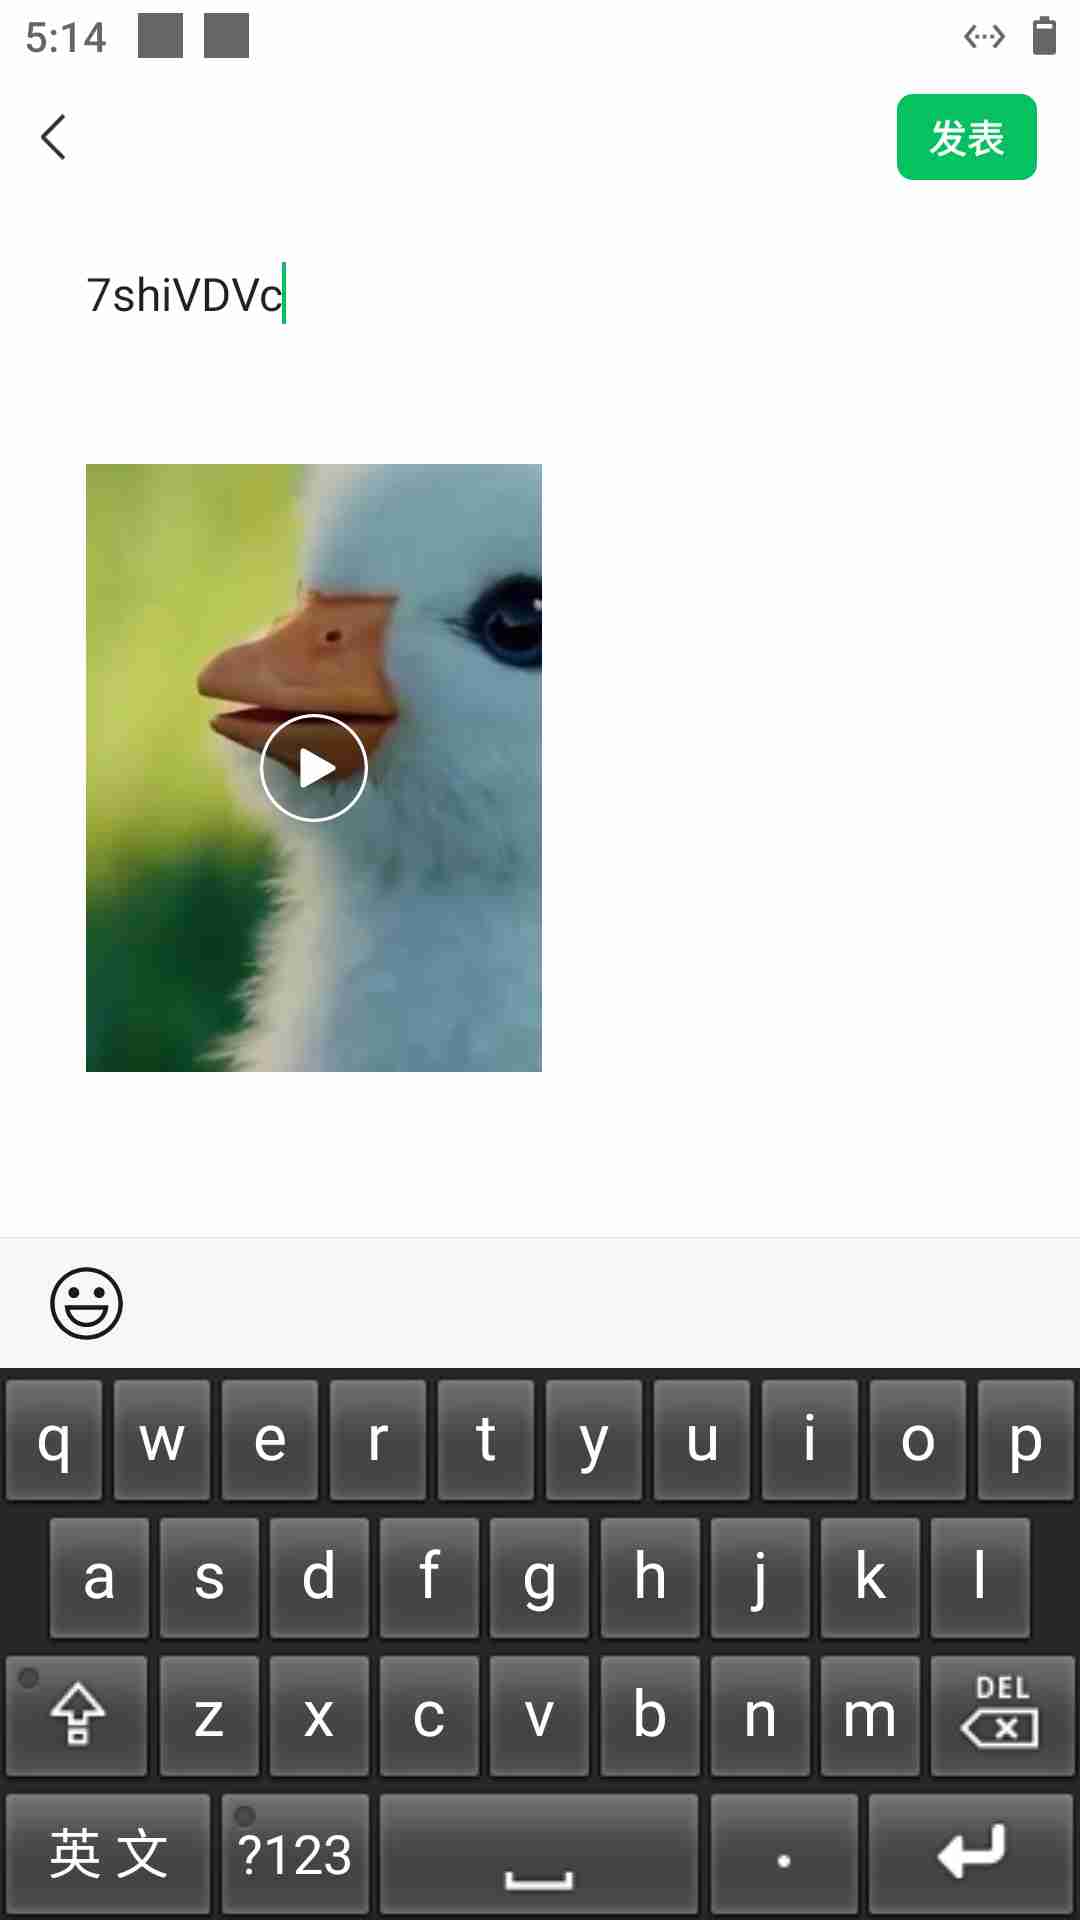 5:14
发表
7shiVDVc
q w e r t y u i o p
a s d f g h j k l
z x c v b n m DEL
英文 ?123 .